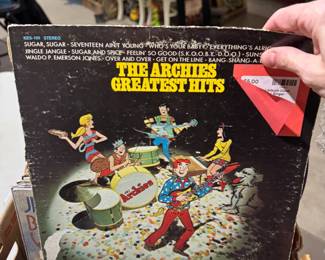 KES-109 STEREO
SUGAR, SUGAR • SEVENTEEN AIN'T YOUNG • WHO'S YOUR BABY? • EVERYTHING'S ALRIGHT
JINGLE JANGLE • SUGAR AND SPICE • FEELIN' SO GOOD (S.K.O.O.B.Y-D.O.O.) • SUNSHINE
WALDO P. EMERSON JONES • OVER AND OVER • GET ON THE LINE • BANG-SHANG-A-LANG
THE ARCHIES
GREATEST HITS
$6.00
The
Archies